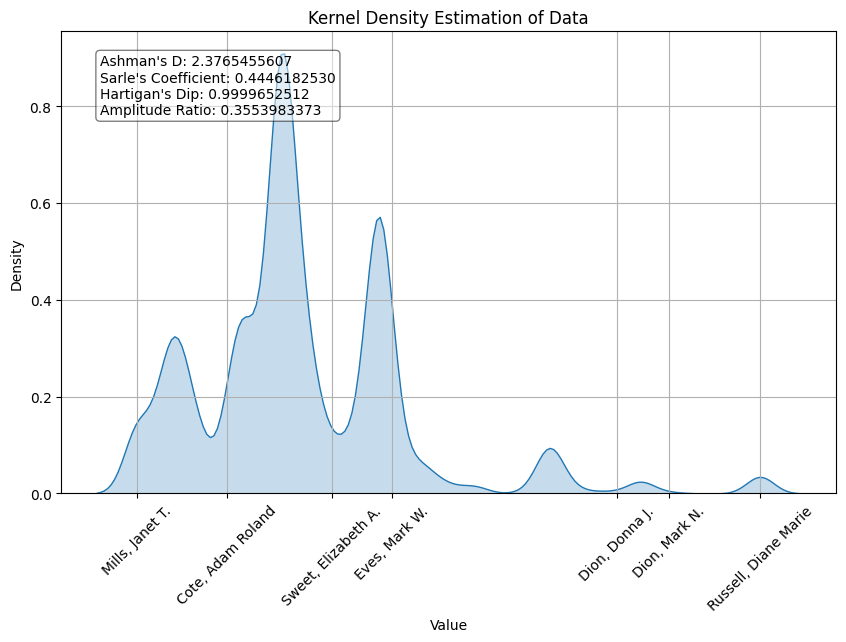 Kernel Density Estimation of Data
Ashman's D: 2.3765455607
Sarle's Coefficient: 0.4446182530
Hartigan's Dip: 0.9999652512
Amplitude Ratio: 0.3553983373
Density
0.8
0.6
0.4
0.2
0.0
Mills, Janet T.
Cote, Adam Roland
Sweet, Elizabeth A.
Eves, Mark W.
Dion, Donna J.
Dion, Mark N.
Russell, Diane Marie
Value